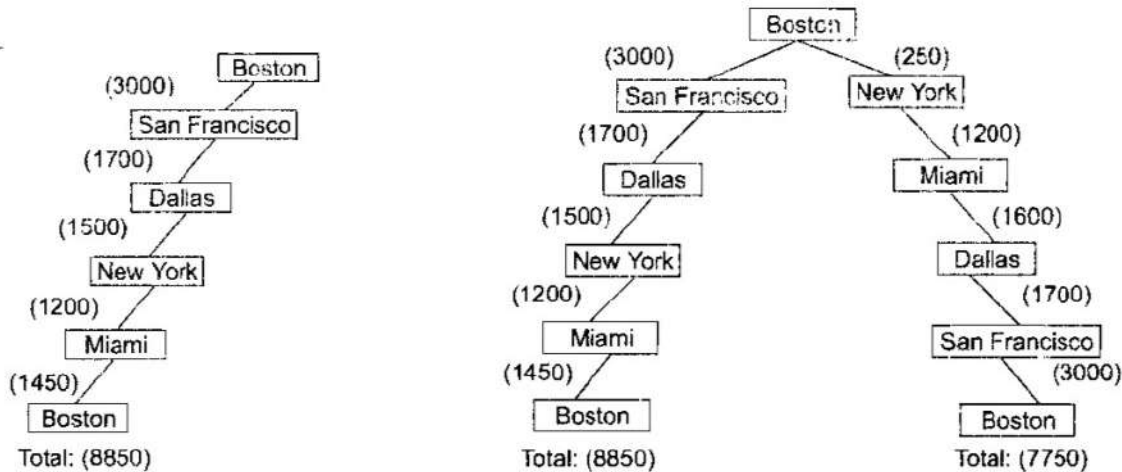 Boston
(3000)
San Francisco
(1700)
Dallas
(1500)
New York
(1200)
Miami
(1450)
Boston
Total: (8850)
Boston
(3000)
San Francisco
(1700)
Dallas
(1500)
New York
(1200)
Miami
(1450)
Boston
Total: (8850)
(250)
New York
(1200)
Miami
(1600)
Dallas
(1700)
San Francisco
(3000)
Boston
Total: (7750)